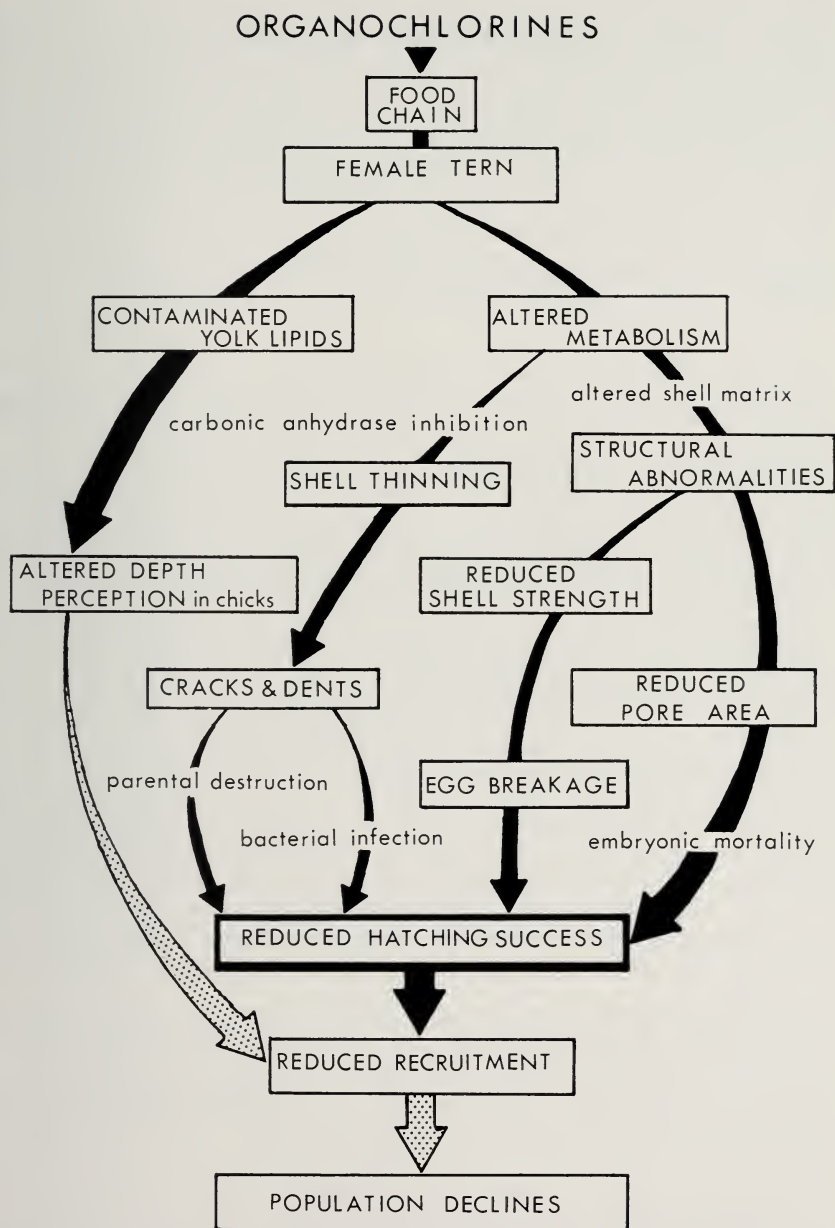 ORGANOCHLORINES
FOOD
CHAIN
FEMALE TERN
CONTAMINATED
YOLK LIPIDS
ALTERED
METABOLISM
altered shell matrix
carbonic anhydrase inhibition
STRUCTURAL
ABNORMALITIES
SHELL THINNING
ALTERED DEPTH
PERCEPTION in chicks
REDUCED
SHELL STRENGTH
CRACKS & DENTS
REDUCED
PORE AREA
parental destruction
EGG BREAKAGE
bacterial infection
embryonic mortality
REDUCED HATCHING SUCCESS
REDUCED RECRUITMENT
POPULATION DECLINES